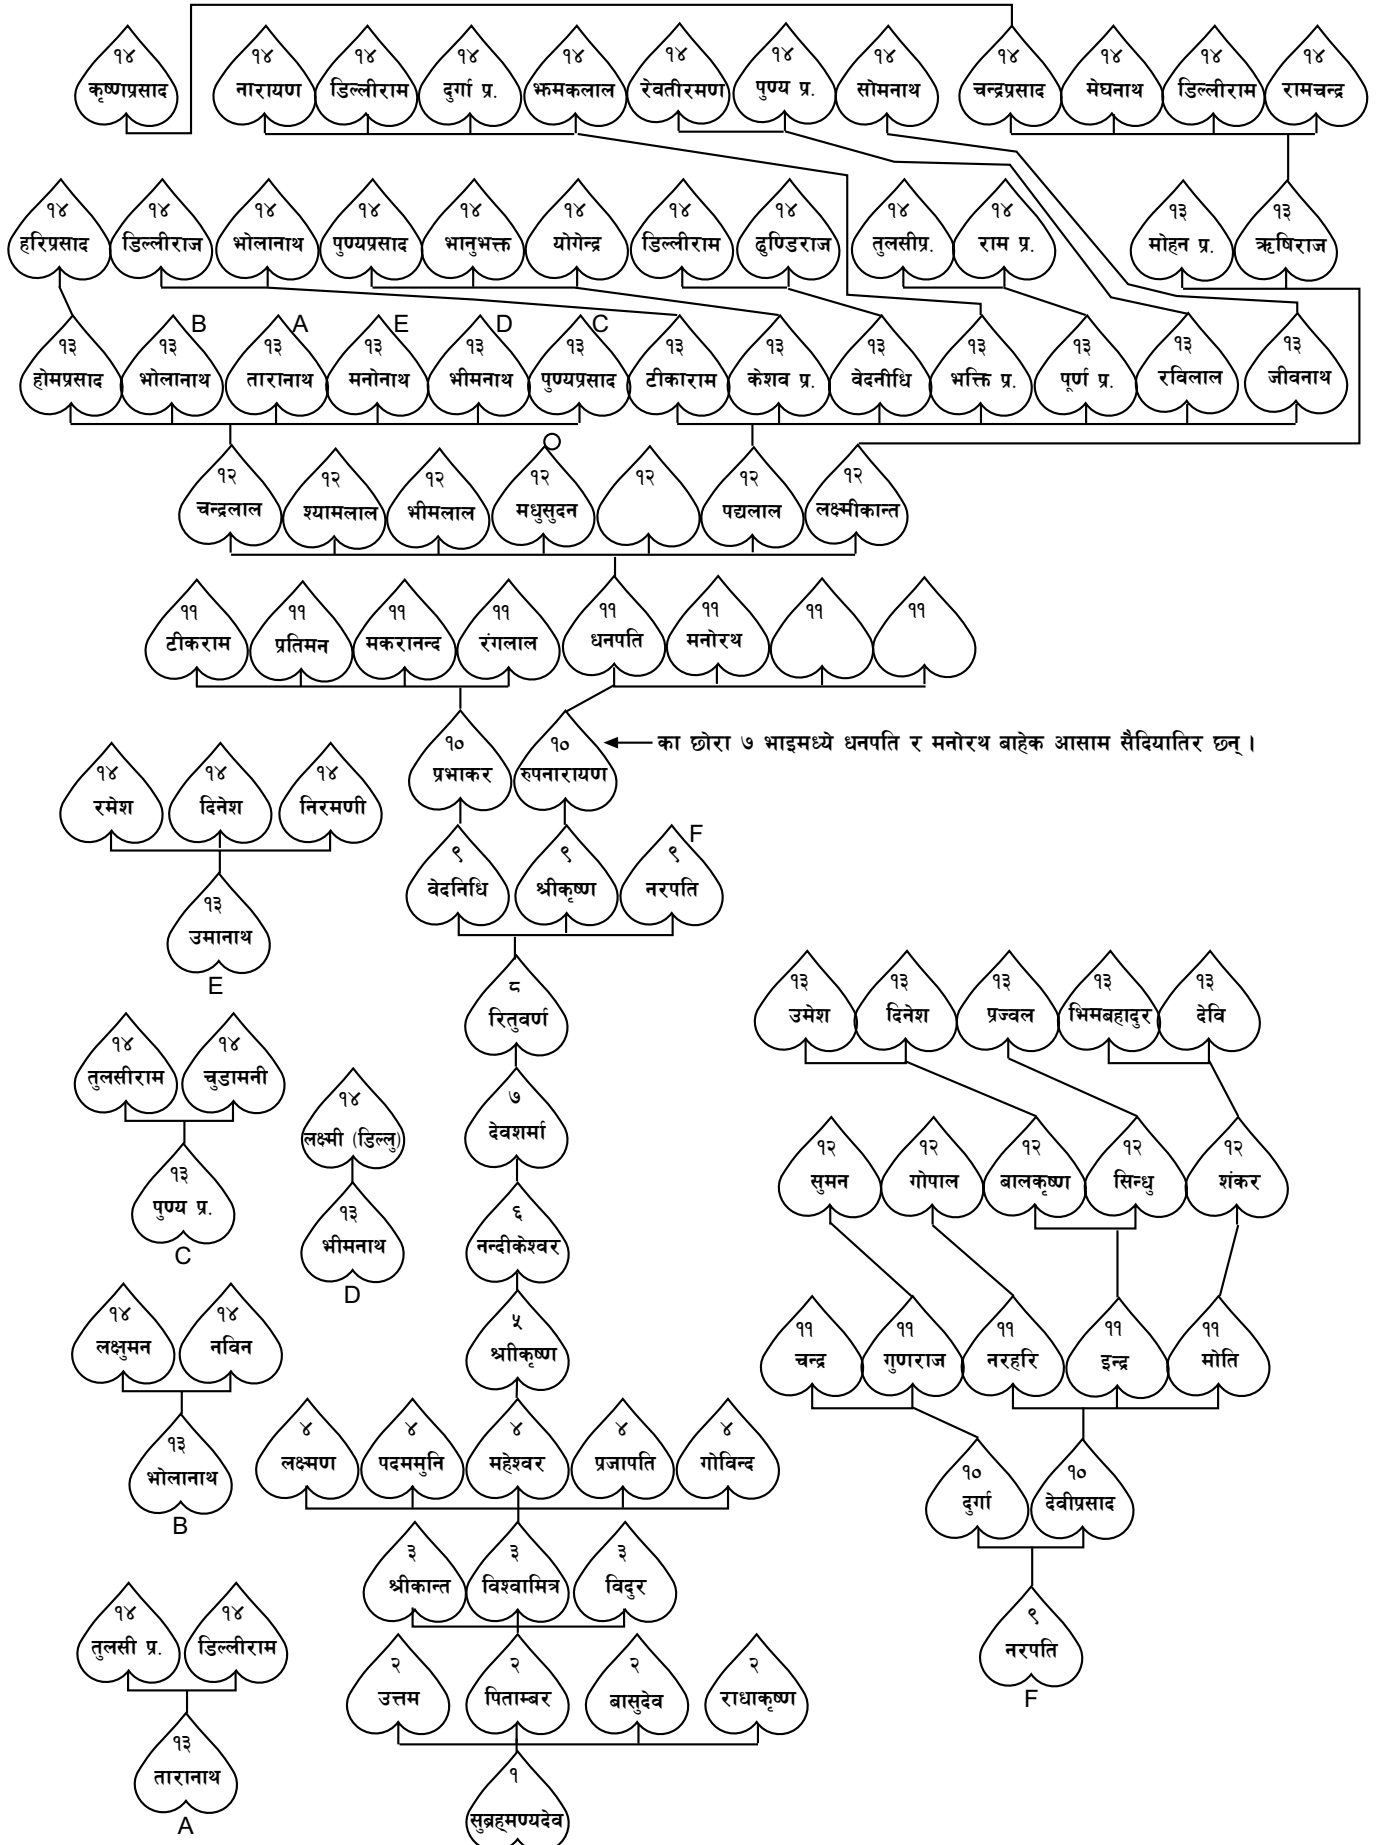 १४ १४ १४ १४ १४ १४ १४ १४ १४ १४ १४ १४
कृष्णप्रसाद नारायण डिल्लीराम दुर्गा प्र. झमकलाल रेवतीरमण पुण्य प्र. सोमनाथ चन्द्रप्रसाद मेघनाथ डिल्लीराम रामचन्द्र
१४ १४ १४ १४ १४ १४ १४ १४ १४ १४ १३ १३
हरिप्रसाद डिल्लीराज भोलानाथ पुण्यप्रसाद भानुभक्त योगेन्द्र डिल्लीराम ढुण्डिराज तुलसीप्र. राम प्र. मोहन प्र. ऋषिराज
B A E D C
१३ १३ १३ १३ १३ १३ १३ १३ १३ १३ १३ १३ १३
होमप्रसाद भोलानाथ तारानाथ मनोनाथ भीमनाथ पुण्यप्रसाद टीकाराम केशव प्र. वेदनीधि भक्ति प्र. पूर्ण प्र. रविलाल जीवनाथ
१२ १२ १२ १२ १२ १२ १२
चन्द्रलाल श्यामलाल भीमलाल मधुसुदन पद्यलाल लक्ष्मीकान्त
११ ११ ११ ११ ११ ११ ११ ११
टीकराम प्रतिमन मकरानन्द रंगलाल धनपति मनोरथ
१० १०
प्रभाकर रुपनारायण
का छोरा ७ भाइमध्ये धनपति र मनोरथ बाहेक आसाम सैदियातिर छन् ।
१४ १४ १४
रमेश दिनेश निरमणी
१३
उमानाथ
E
९ ९ ९ F
वेदनिधि श्रीकृष्ण नरपति
८
रितुवर्ण
७
देवशर्मा
६
नन्दीकेश्वर
५
श्राीकृष्ण
१४ १४
तुलसीराम चुडामनी
१३
पुण्य प्र.
C
१४
लक्ष्मी (डिल्लु)
१३
भीमनाथ
D
१४ १४
लक्षुमन नविन
१३
भोलानाथ
B
४ ४ ४ ४ ४
लक्ष्मण पदममुनि महेश्वर प्रजापति गोविन्द
३ ३ ३
श्रीकान्त विश्वामित्र विदुर
२ २ २ २
उत्तम पिताम्बर बासुदेव राधाकृष्ण
१
सुब्रह्मण्यदेव
१४ १४
तुलसी प्र. डिल्लीराम
१३
तारानाथ
A
१३ १३ १३ १३ १३
उमेश दिनेश प्रज्वल भिमबहादुर देवि
१२ १२ १२ १२ १२
सुमन गोपाल बालकृष्ण सिन्धु शंकर
११ ११ ११ ११ ११
चन्द्र गुणराज नरहरि इन्द्र मोति
१० १०
दुर्गा देवीप्रसाद
९
नरपति
F